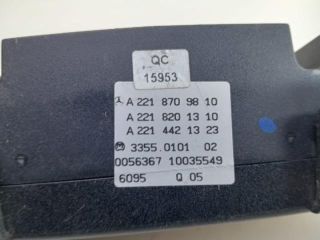 QC
15953
A 221 870 98 10
A 221 820 13 10
A 221 442 13 23
3355.0101 02
0056367 10035549
6095 Q 05